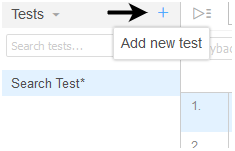 Tests
+
Add new test
Search tests...
Search Test*
1.
2.